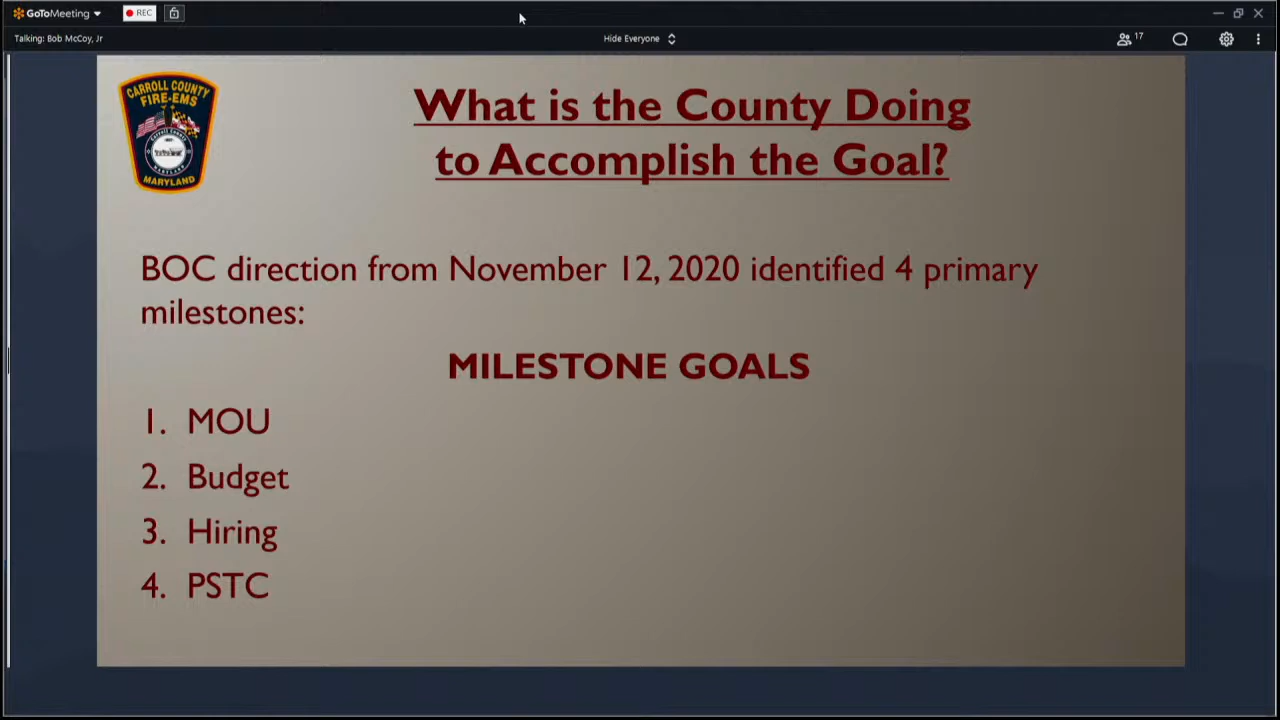 GoToMeeting
REC
Talking: Bob McCoy, Jr
Hide Everyone
17
CARROLL COUNTY
FIRE-EMS
MARYLAND
What is the County Doing
to Accomplish the Goal?
BOC direction from November 12, 2020 identified 4 primary
milestones:
MILESTONE GOALS
1. MOU
2. Budget
3. Hiring
4. PSTC